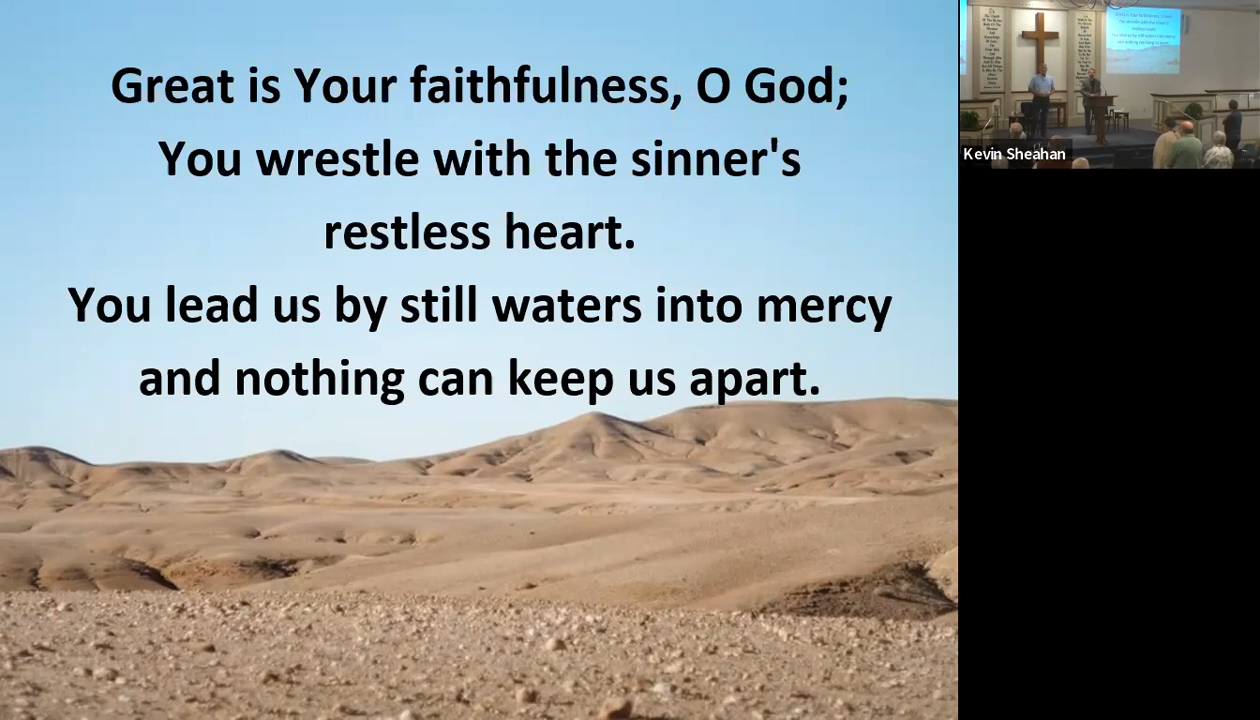 Great is Your faithfulness, O God;
You wrestle with the sinner's
restless heart.
You lead us by still waters into mercy
and nothing can keep us apart.
Kevin Sheahan